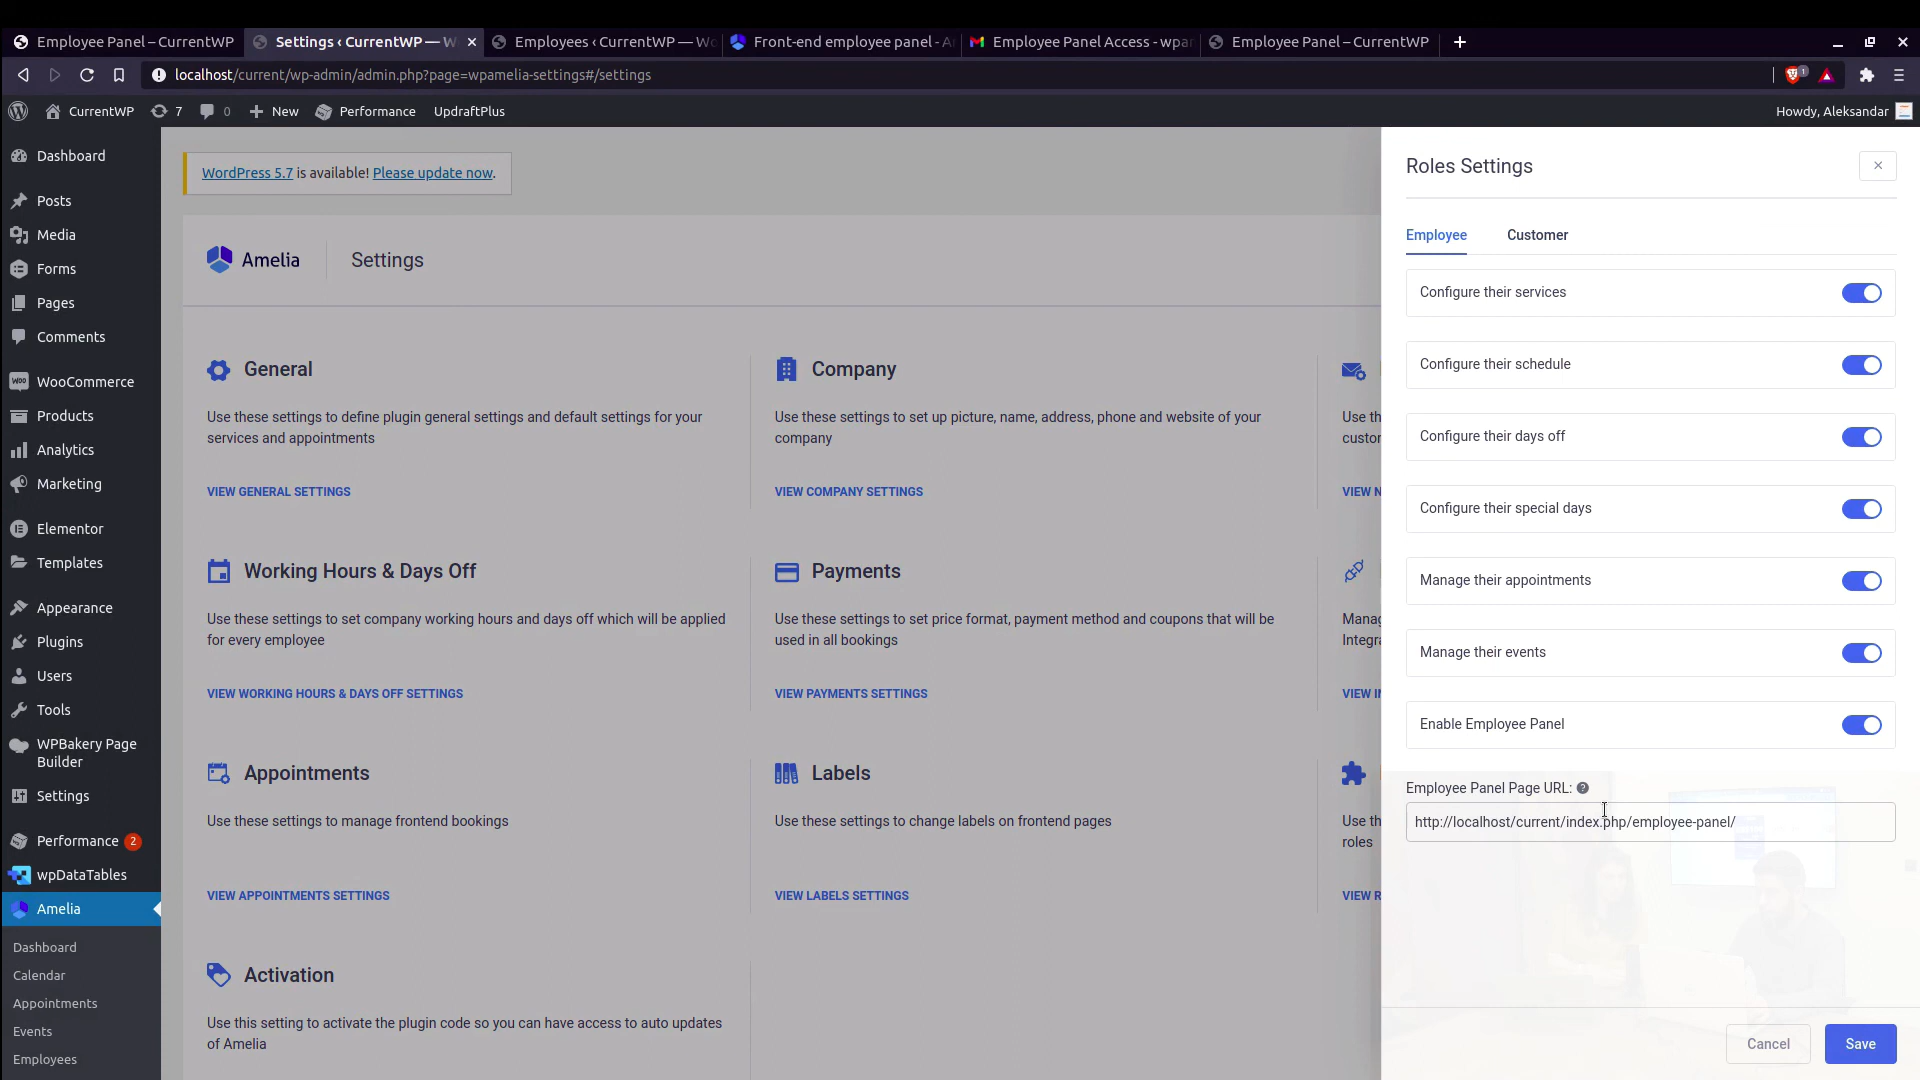 Employee Panel – CurrentWP
Settings ‹ CurrentWP — W
Employees ‹ CurrentWP — Wo
Front-end employee panel - A
Employee Panel Access - wpa
Employee Panel – CurrentWP
localhost/current/wp-admin/admin.php?page=wpamelia-settings#/settings
1
CurrentWP
7
0
New
Performance
UpdraftPlus
Howdy, Aleksandar
Dashboard
Posts
Media
Forms
Pages
Comments
WooCommerce
Products
Analytics
Marketing
Elementor
Templates
Appearance
Plugins
Users
Tools
WPBakery Page
Builder
Settings
Performance 2
wpDataTables
Amelia
Dashboard
Calendar
Appointments
Events
Employees
WordPress 5.7 is available! Please update now.
Amelia
Settings
General
Use these settings to define plugin general settings and default settings for your
services and appointments
VIEW GENERAL SETTINGS
Company
Use these settings to set up picture, name, address, phone and website of your
company
VIEW COMPANY SETTINGS
Use th
custor
VIEW N
Working Hours & Days Off
Use these settings to set company working hours and days off which will be applied
for every employee
VIEW WORKING HOURS & DAYS OFF SETTINGS
Payments
Use these settings to set price format, payment method and coupons that will be
used in all bookings
VIEW PAYMENTS SETTINGS
Manag
Integra
VIEW I
Appointments
Use these settings to manage frontend bookings
VIEW APPOINTMENTS SETTINGS
Labels
Use these settings to change labels on frontend pages
VIEW LABELS SETTINGS
Use th
roles
VIEW R
Activation
Use this setting to activate the plugin code so you can have access to auto updates
of Amelia
Roles Settings
Employee
Customer
Configure their services
Configure their schedule
Configure their days off
Configure their special days
Manage their appointments
Manage their events
Enable Employee Panel
Employee Panel Page URL:
http://localhost/current/index.php/employee-panel/
Cancel
Save